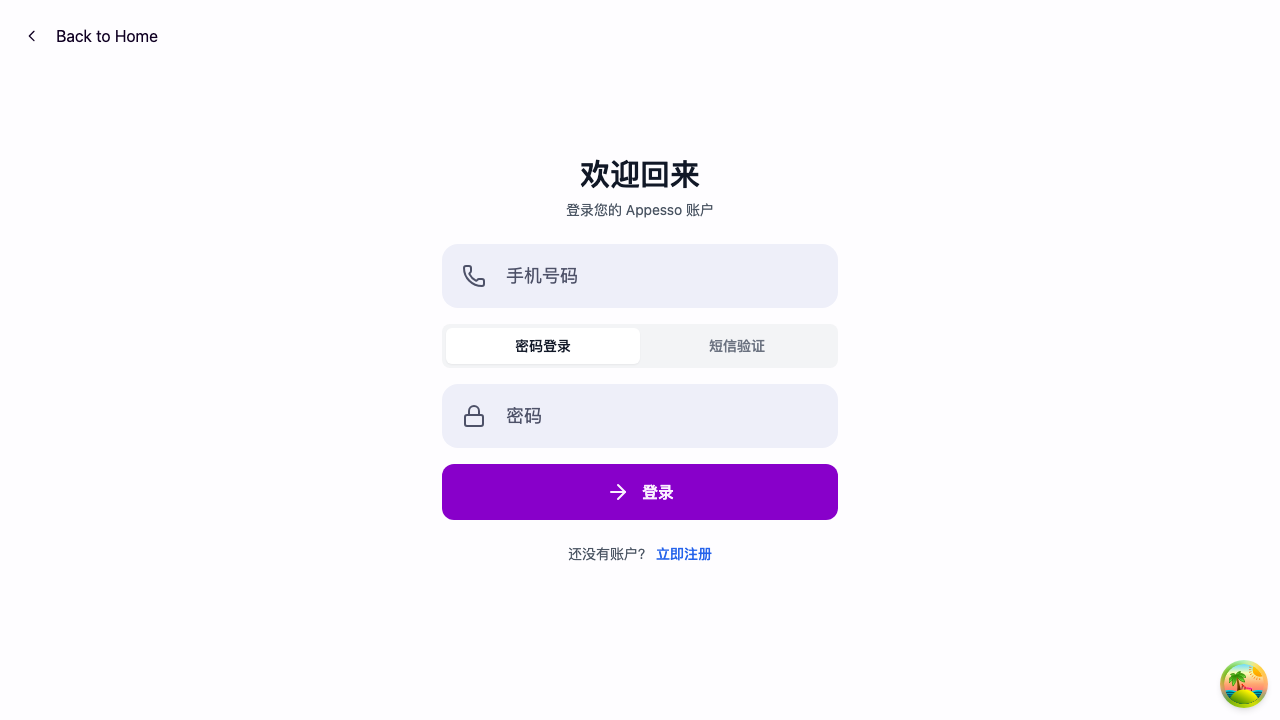 Back to Home
欢迎回来
登录您的 Appesso 账户
手机号码
密码登录
短信验证
密码
登录
还没有账户? 立即注册